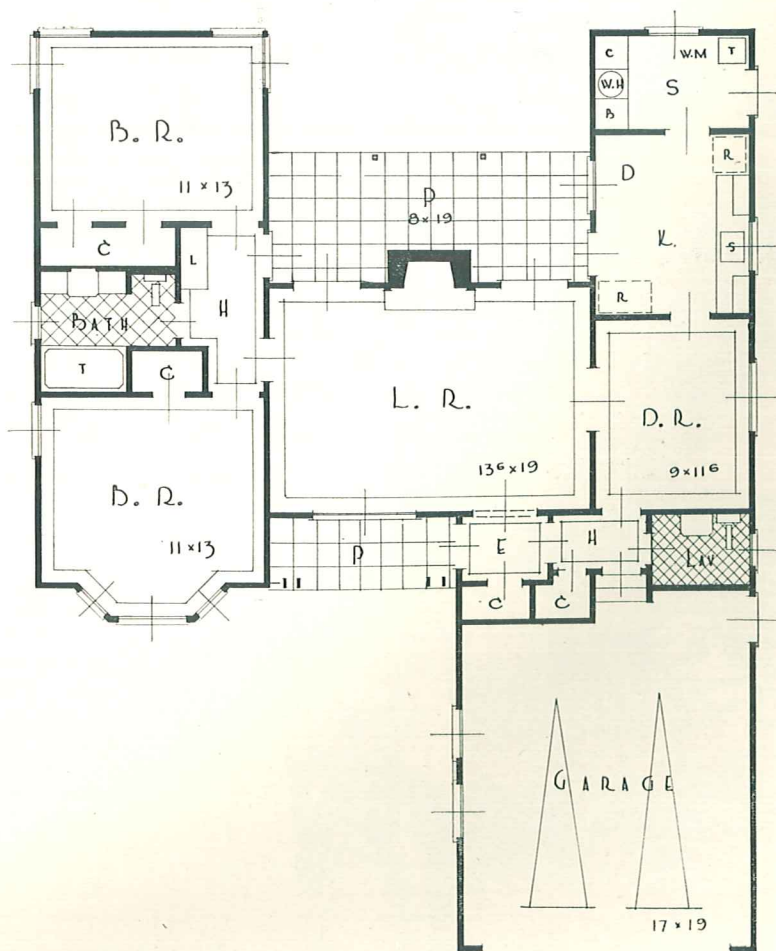 B. R.
11 x 13
C
L
BATH
H
T
C
B. R.
11 x 13
P
8 x 19
L. R.
13⁶ x 19
P
C
W.M
T
W.H
S
B
D
R
K.
S
R
D. R.
9 x 11⁶
E
H
LAV
C
C
GARAGE
17 x 19